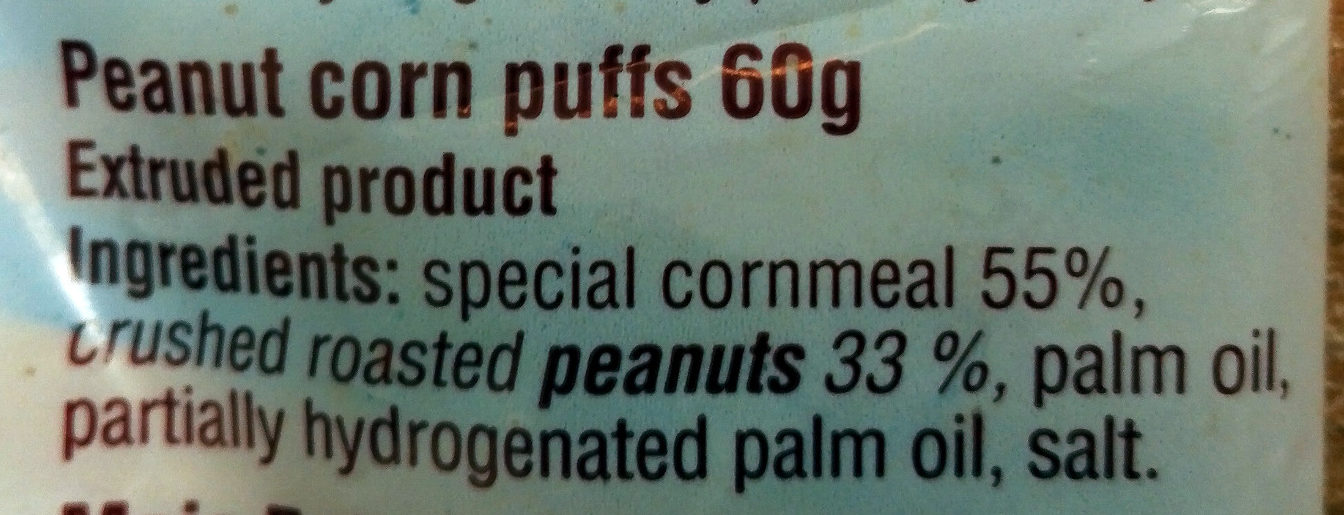 Peanut corn puffs 60g
Extruded product
Ingredients: special cornmeal 55%,
crushed roasted peanuts 33 %, palm oil,
partially hydrogenated palm oil, salt.